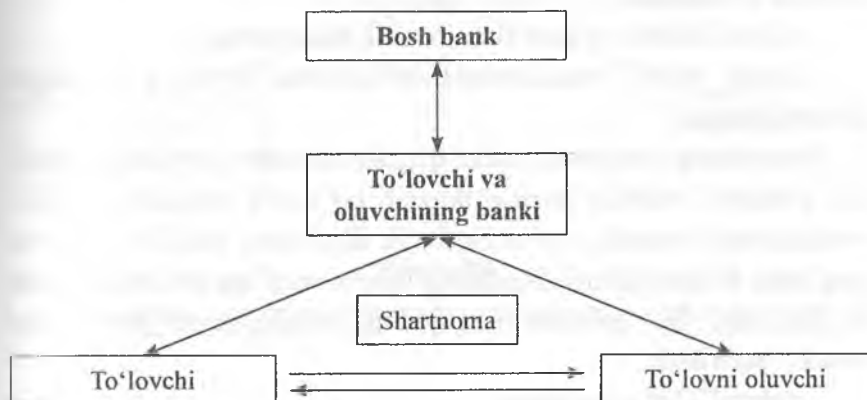 Bosh bank
To‘lovchi va
oluvchining banki
Shartnoma
To‘lovchi
To‘lovni oluvchi